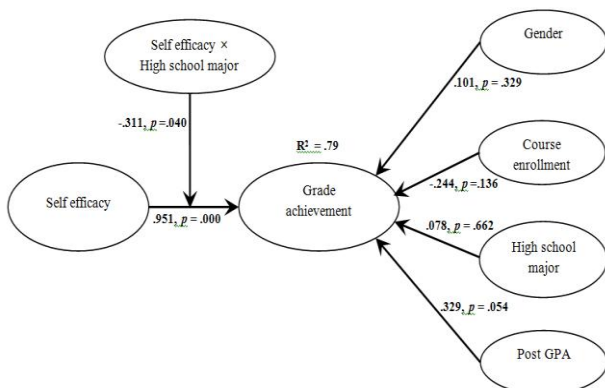 Self efficacy ×
High school major
Gender
-.311, p =.040
.101, p = .329
R² = .79
Course
enrollment
-.244, p =.136
Self efficacy
Grade
achievement
.951, p = .000
.078, p = .662
High school
major
.329, p = .054
Post GPA